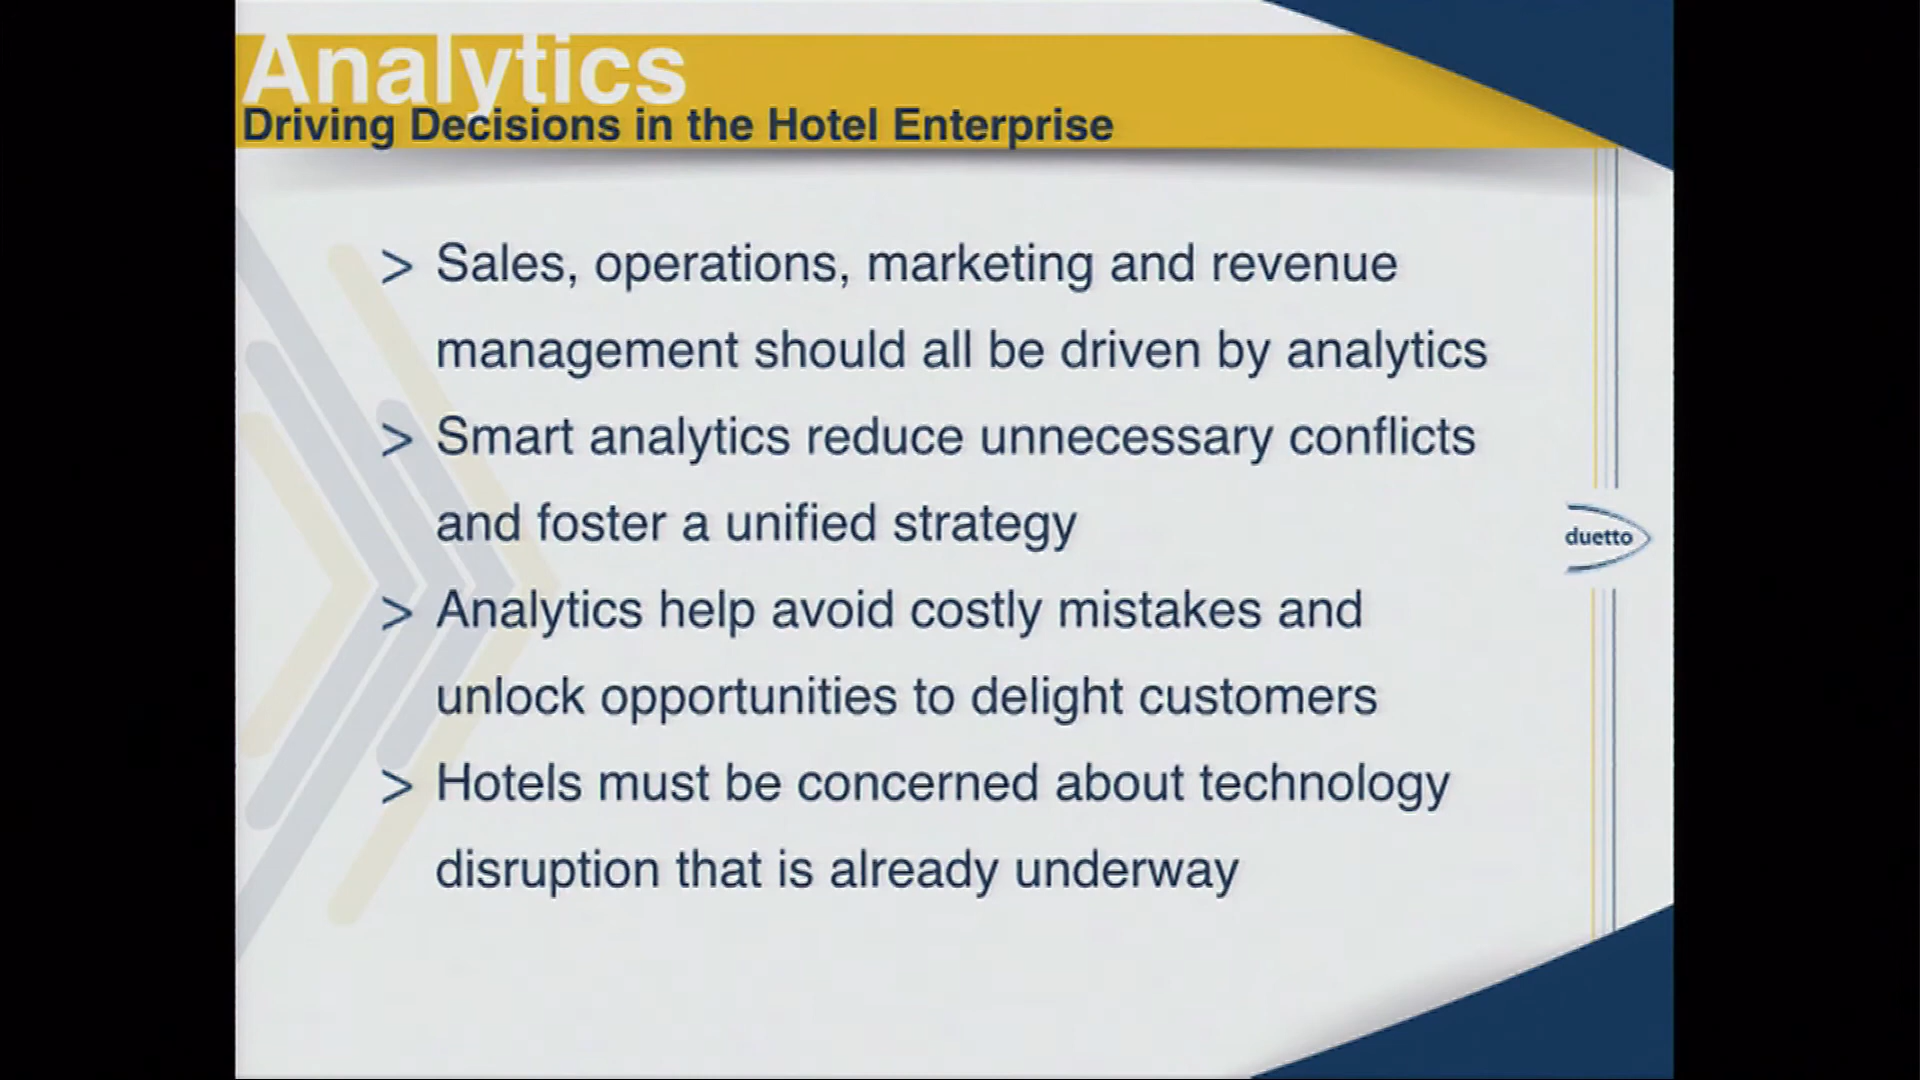 Analytics
Driving Decisions in the Hotel Enterprise
> Sales, operations, marketing and revenue
management should all be driven by analytics
> Smart analytics reduce unnecessary conflicts
and foster a unified strategy
> Analytics help avoid costly mistakes and
unlock opportunities to delight customers
> Hotels must be concerned about technology
disruption that is already underway
duetto